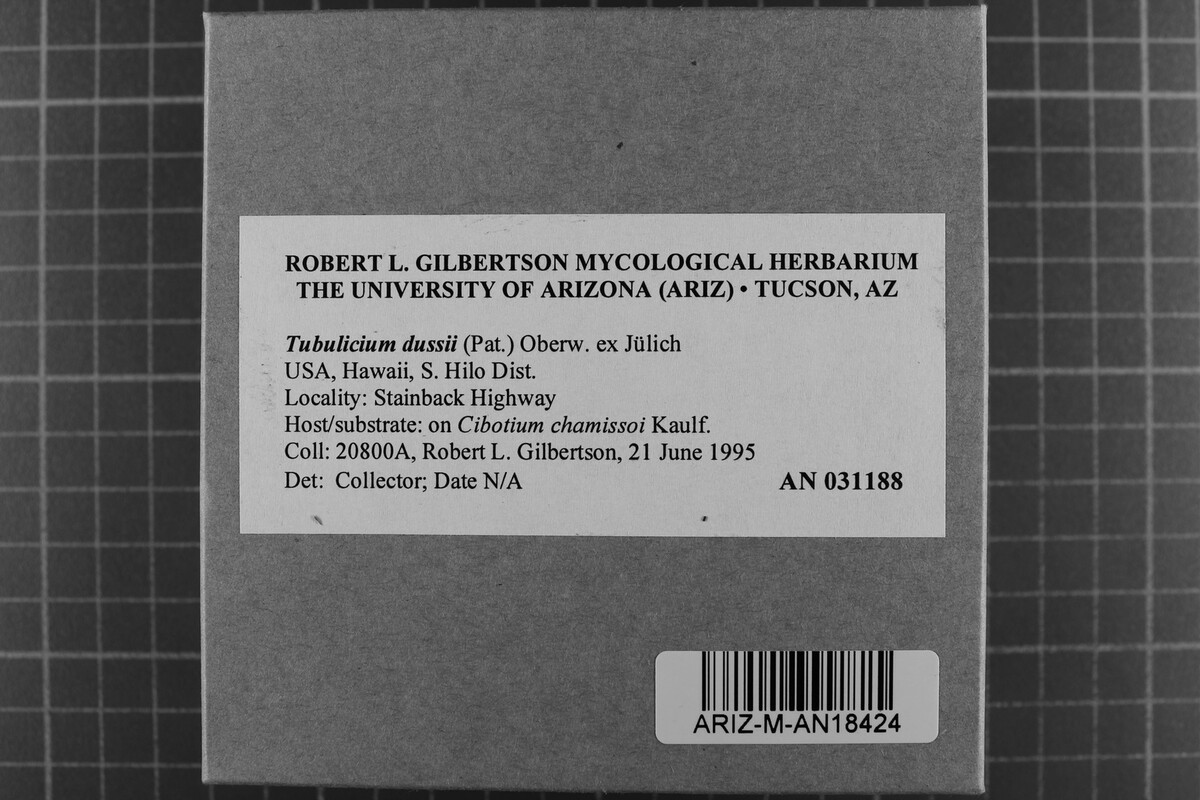 ROBERT L. GILBERTSON MYCOLOGICAL HERBARIUM
THE UNIVERSITY OF ARIZONA (ARIZ) • TUCSON, AZ
Tubulicium dussii (Pat.) Oberw. ex Jülich
USA, Hawaii, S. Hilo Dist.
Locality: Stainback Highway
Host/substrate: on Cibotium chamissoi Kaulf.
Coll: 20800A, Robert L. Gilbertson, 21 June 1995
Det: Collector; Date N/A AN 031188
ARIZ-M-AN18424